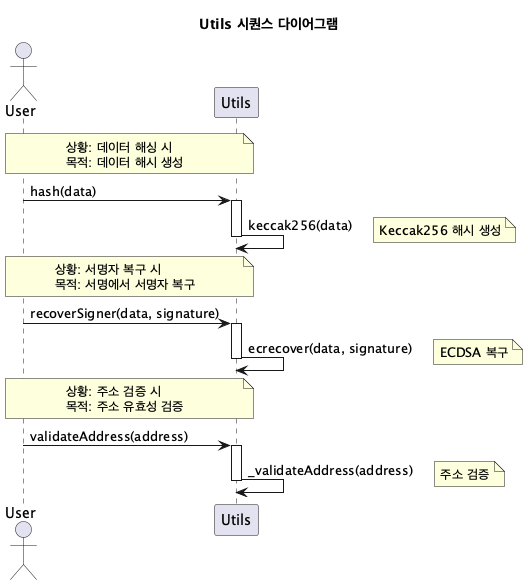 Utils 시퀀스 다이어그램
User
Utils
상황: 데이터 해싱 시
목적: 데이터 해시 생성
hash(data)
keccak256(data)
Keccak256 해시 생성
상황: 서명자 복구 시
목적: 서명에서 서명자 복구
recoverSigner(data, signature)
ecrecover(data, signature)
ECDSA 복구
상황: 주소 검증 시
목적: 주소 유효성 검증
validateAddress(address)
_validateAddress(address)
주소 검증
User
Utils